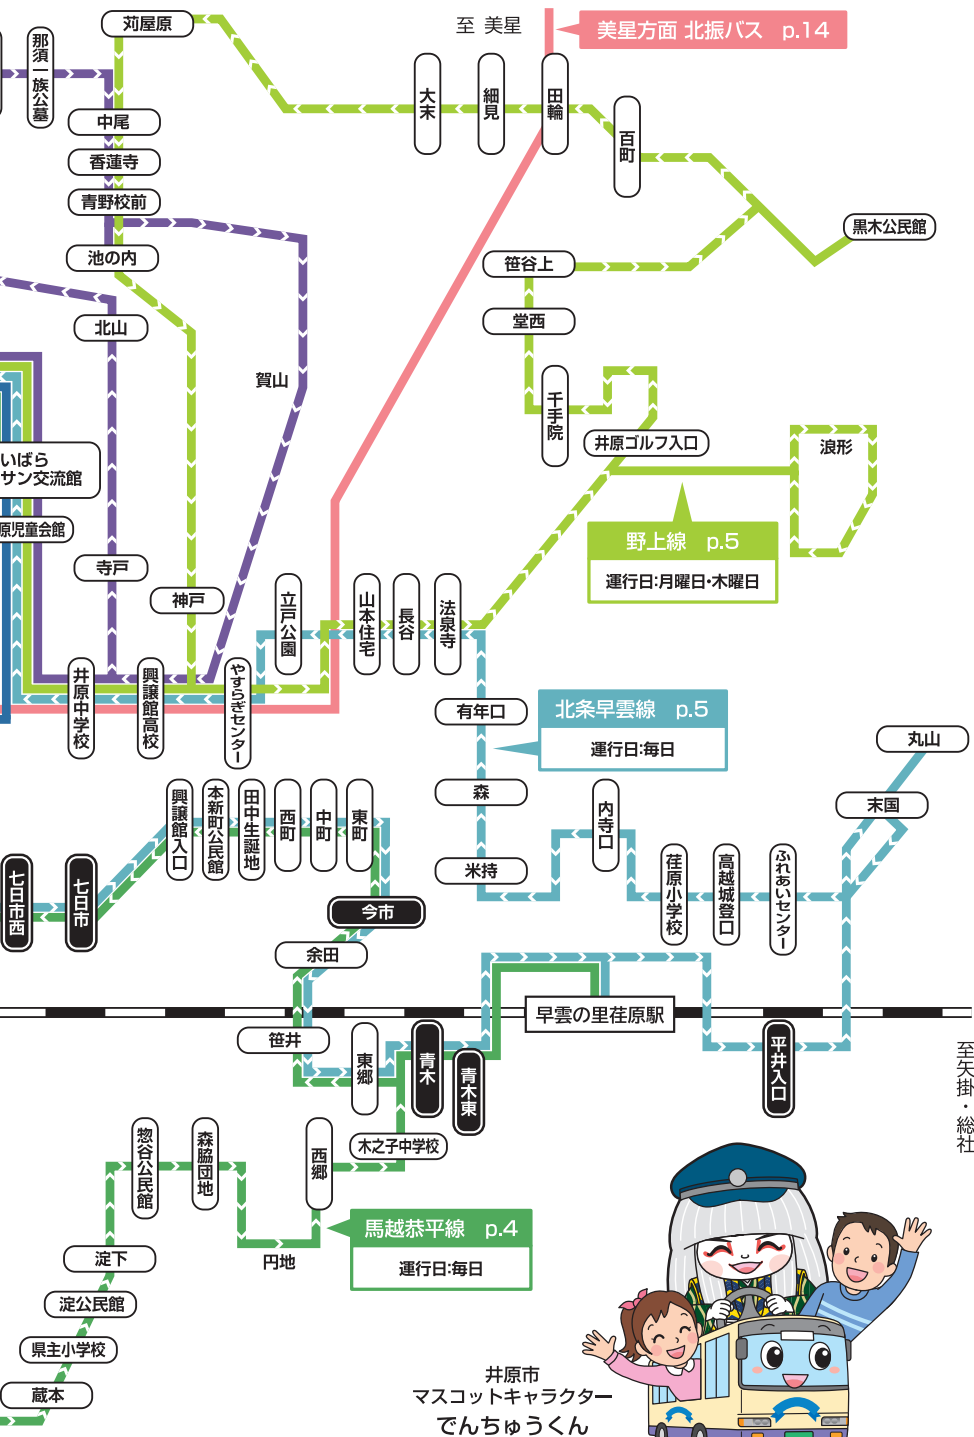 至 美星
美星方面 北振バス p.14
苅屋原
那須一族公墓
大末
細見
田輪
百町
中尾
香蓮寺
青野校前
池の内
黒木公民館
笹谷上
堂西
北山
賀山
千手院
井原ゴルフ入口
浪形
いばら
サン交流館
原児童会館
野上線 p.5
運行日:月曜日・木曜日
寺戸
神戸
立戸公園
山本住宅
長谷
法泉寺
井原中学校
興譲館高校
やすらぎセンター
有年口
北条早雲線 p.5
運行日:毎日
丸山
末国
森
内寺口
米持
興譲館入口
本新町公民館
田中生誕地
西町
中町
東町
荏原小学校
高越城登口
ふれあいセンター
七日市西
七日市
今市
余田
早雲の里荏原駅
笹井
東郷
青木
青木東
平井入口
至矢掛・総社
木之子中学校
惣谷公民館
森脇団地
西郷
馬越恭平線 p.4
運行日:毎日
円地
淀下
淀公民館
県主小学校
蔵本
井原市
マスコットキャラクター
でんちゅうくん